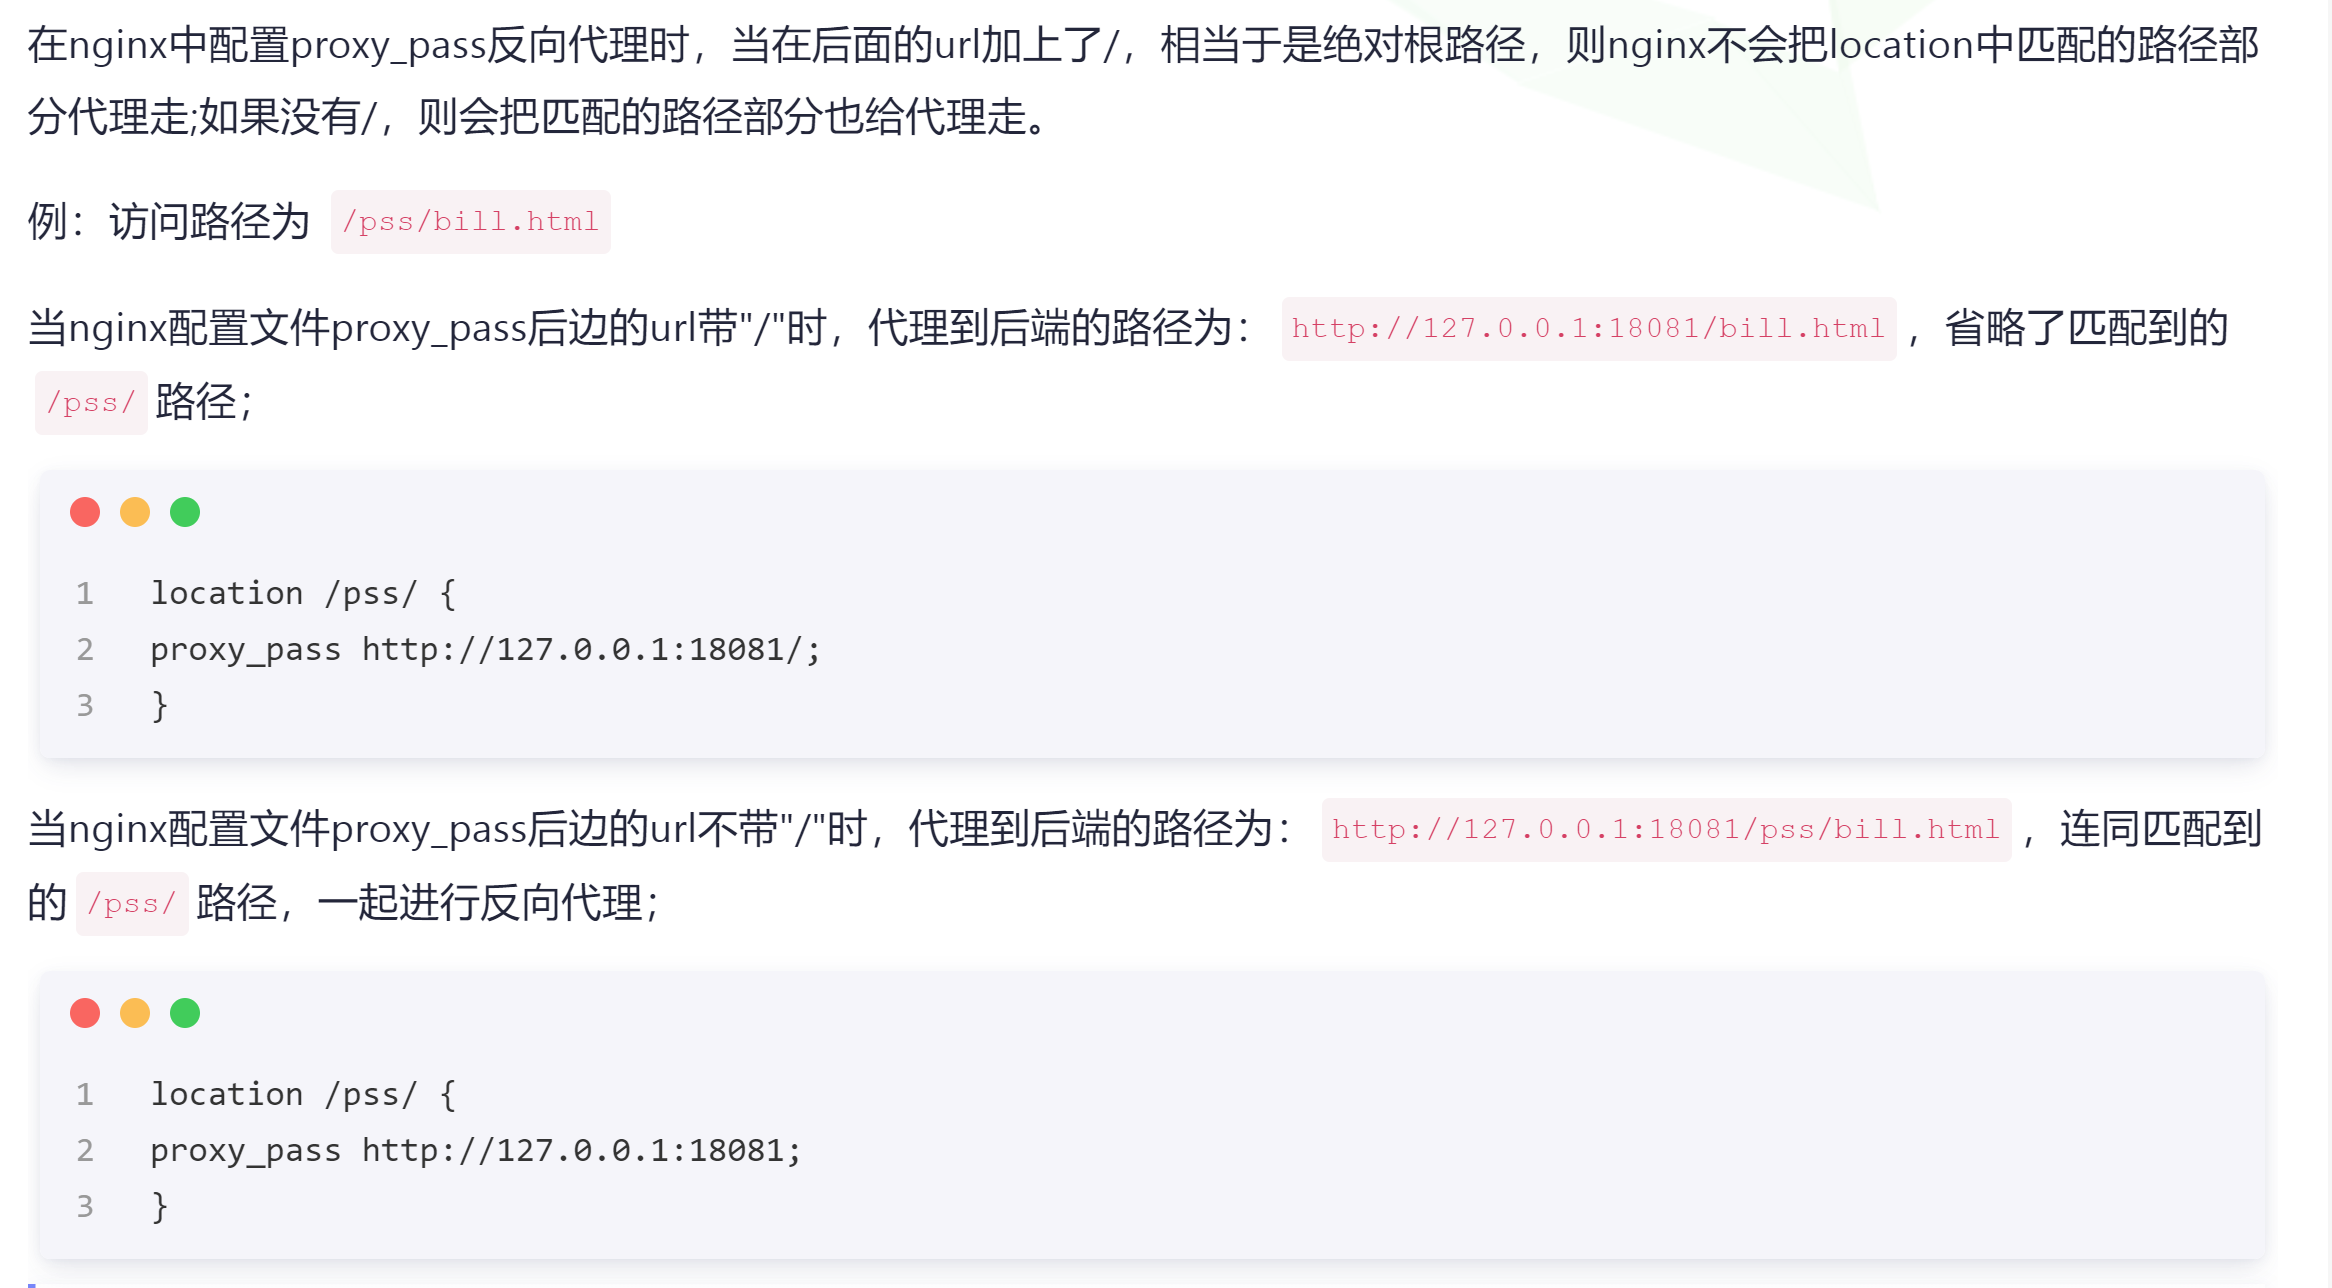 在nginx中配置proxy_pass反向代理时，当在后面的url加上了/，相当于是绝对根路径，则nginx不会把location中匹配的路径部
分代理走;如果没有/，则会把匹配的路径部分也给代理走。
例：访问路径为 /pss/bill.html
当nginx配置文件proxy_pass后边的url带"/"时，代理到后端的路径为： http://127.0.0.1:18081/bill.html ，省略了匹配到的
/pss/ 路径；
1 location /pss/ {
2 proxy_pass http://127.0.0.1:18081/;
3 }
当nginx配置文件proxy_pass后边的url不带"/"时，代理到后端的路径为： http://127.0.0.1:18081/pss/bill.html ，连同匹配到
的 /pss/ 路径，一起进行反向代理；
1 location /pss/ {
2 proxy_pass http://127.0.0.1:18081;
3 }